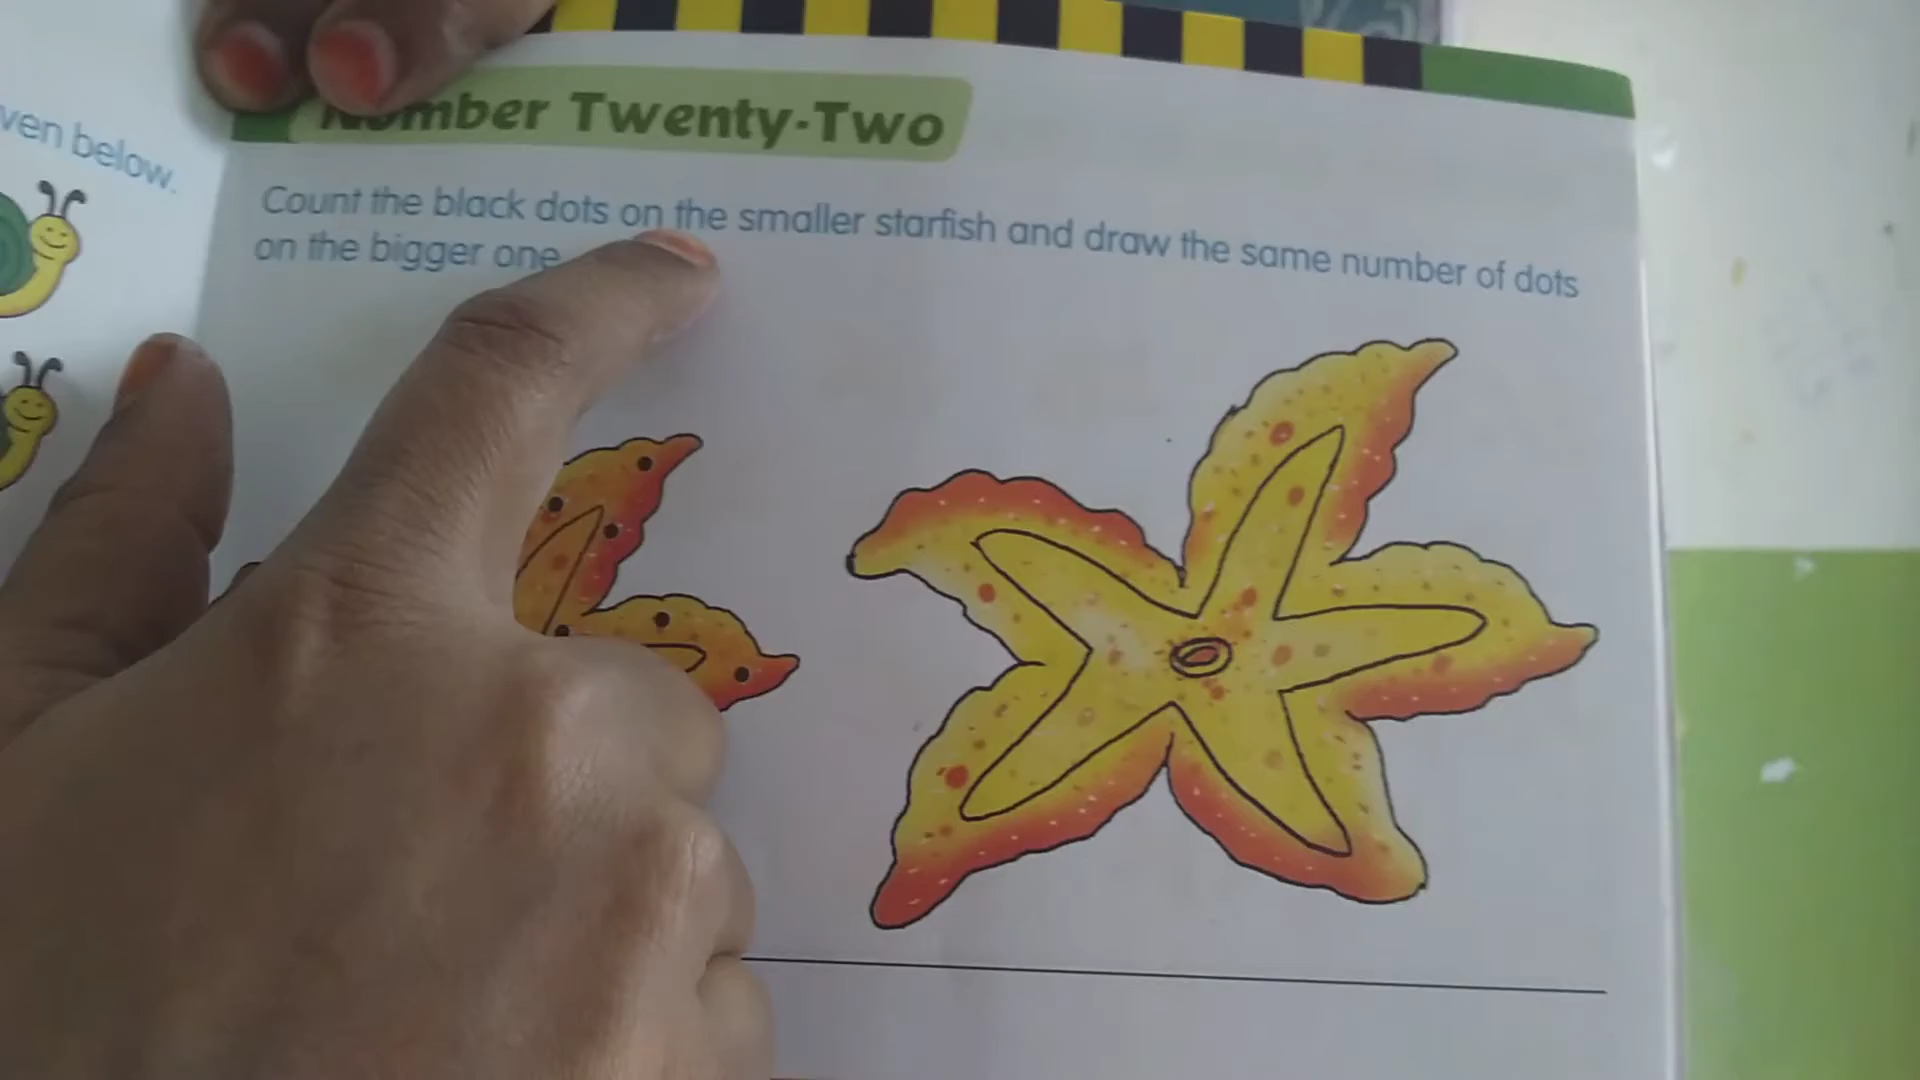 ven below.
Number Twenty-Two
Count the black dots on the smaller starfish and draw the same number of dots
on the bigger one